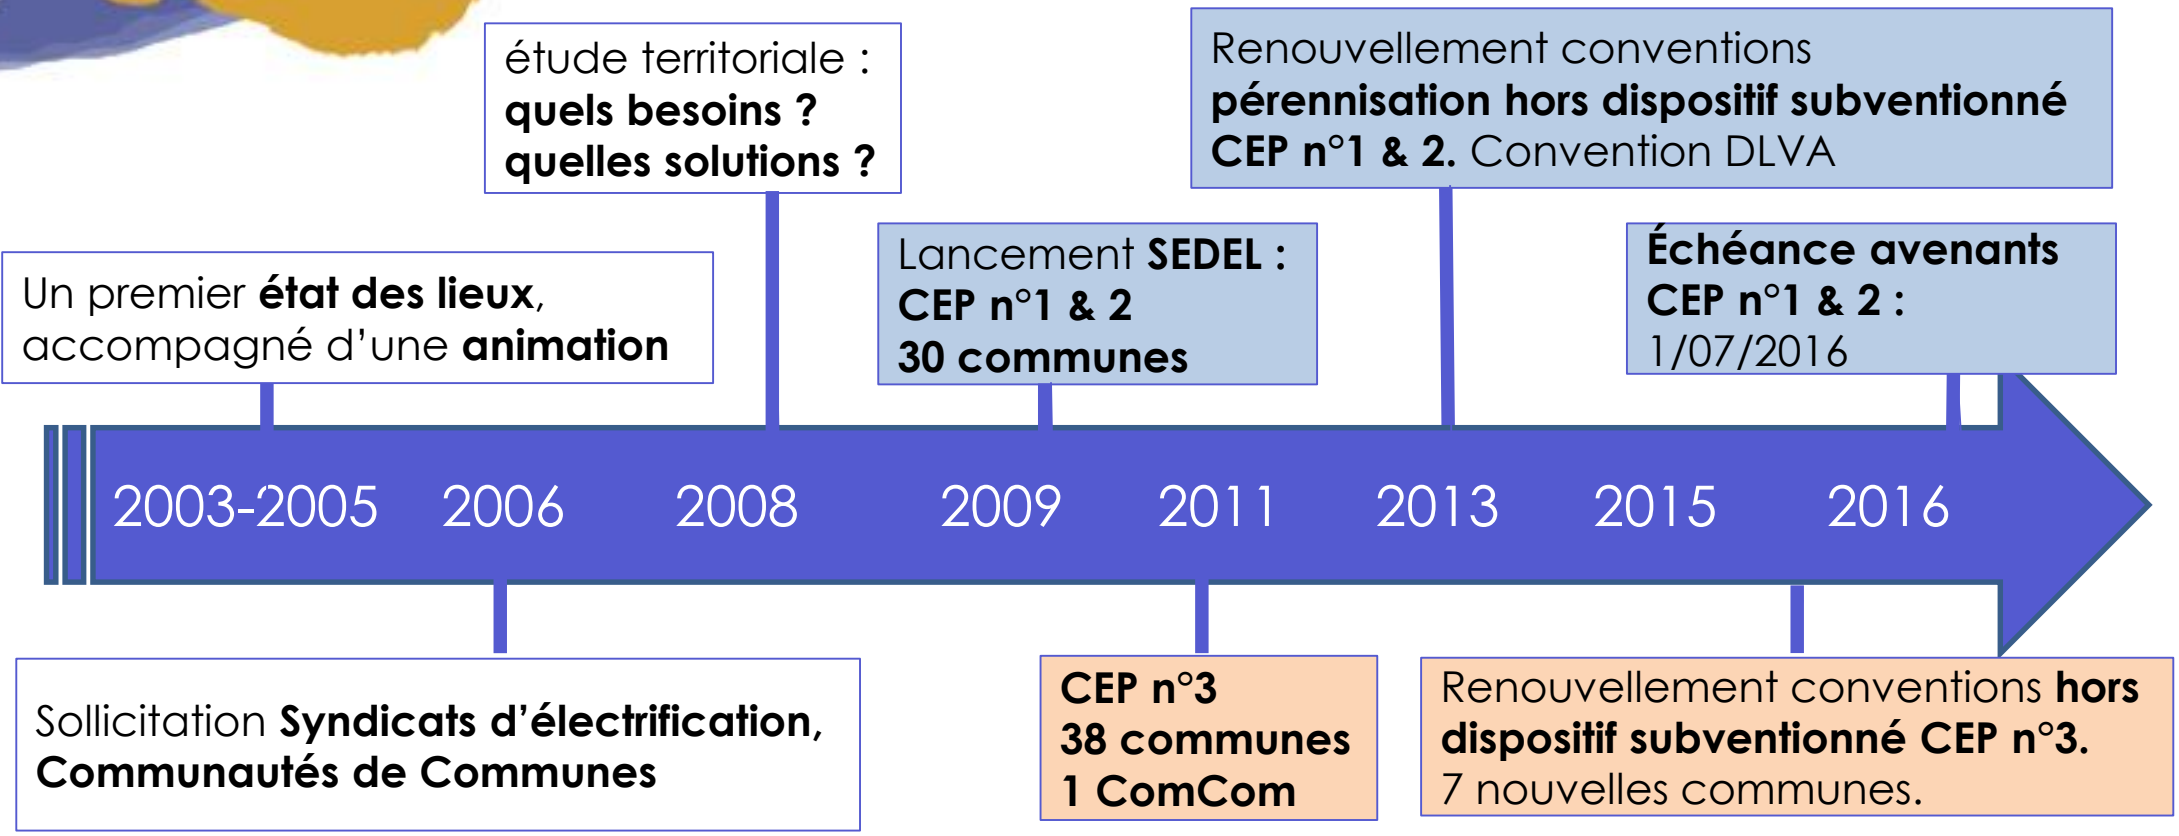 étude territoriale :
quels besoins ?
quelles solutions ?
Renouvellement conventions
pérennisation hors dispositif subventionné
CEP n°1 & 2. Convention DLVA
Un premier état des lieux,
accompagné d’une animation
Lancement SEDEL :
CEP n°1 & 2
30 communes
Échéance avenants
CEP n°1 & 2 :
1/07/2016
2003-2005 2006 2008 2009 2011 2013 2015 2016
Sollicitation Syndicats d’électrification,
Communautés de Communes
CEP n°3
38 communes
1 ComCom
Renouvellement conventions hors
dispositif subventionné CEP n°3.
7 nouvelles communes.